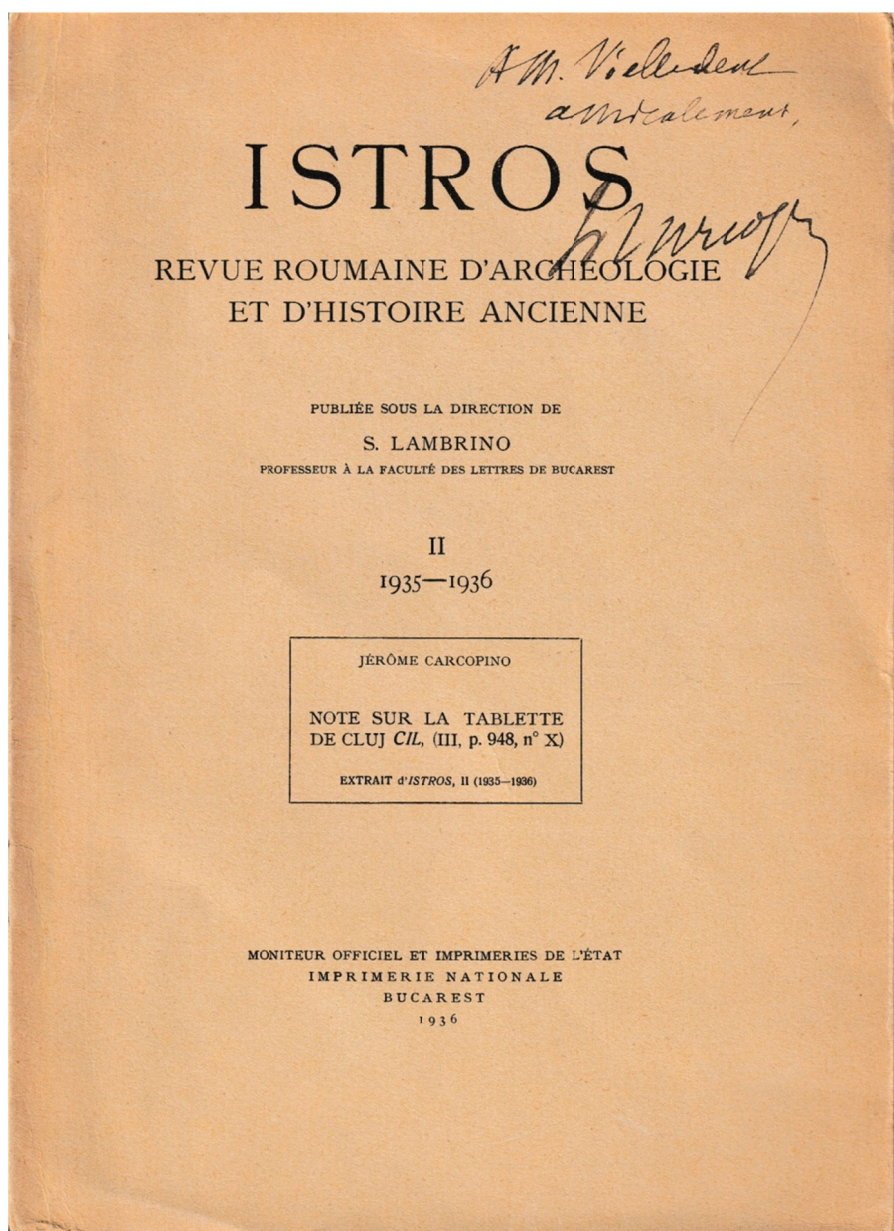 A M. Vielledent
amicalement,
ISTROS
REVUE ROUMAINE D'ARCHÉOLOGIE
ET D'HISTOIRE ANCIENNE
PUBLIÉE SOUS LA DIRECTION DE
S. LAMBRINO
PROFESSEUR À LA FACULTÉ DES LETTRES DE BUCAREST
II
1935—1936
JÉRÔME CARCOPINO
NOTE SUR LA TABLETTE
DE CLUJ CIL, (III, p. 948, n° X)
EXTRAIT d'ISTROS, II (1935—1936)
MONITEUR OFFICIEL ET IMPRIMERIES DE L'ÉTAT
IMPRIMERIE NATIONALE
BUCAREST
1936